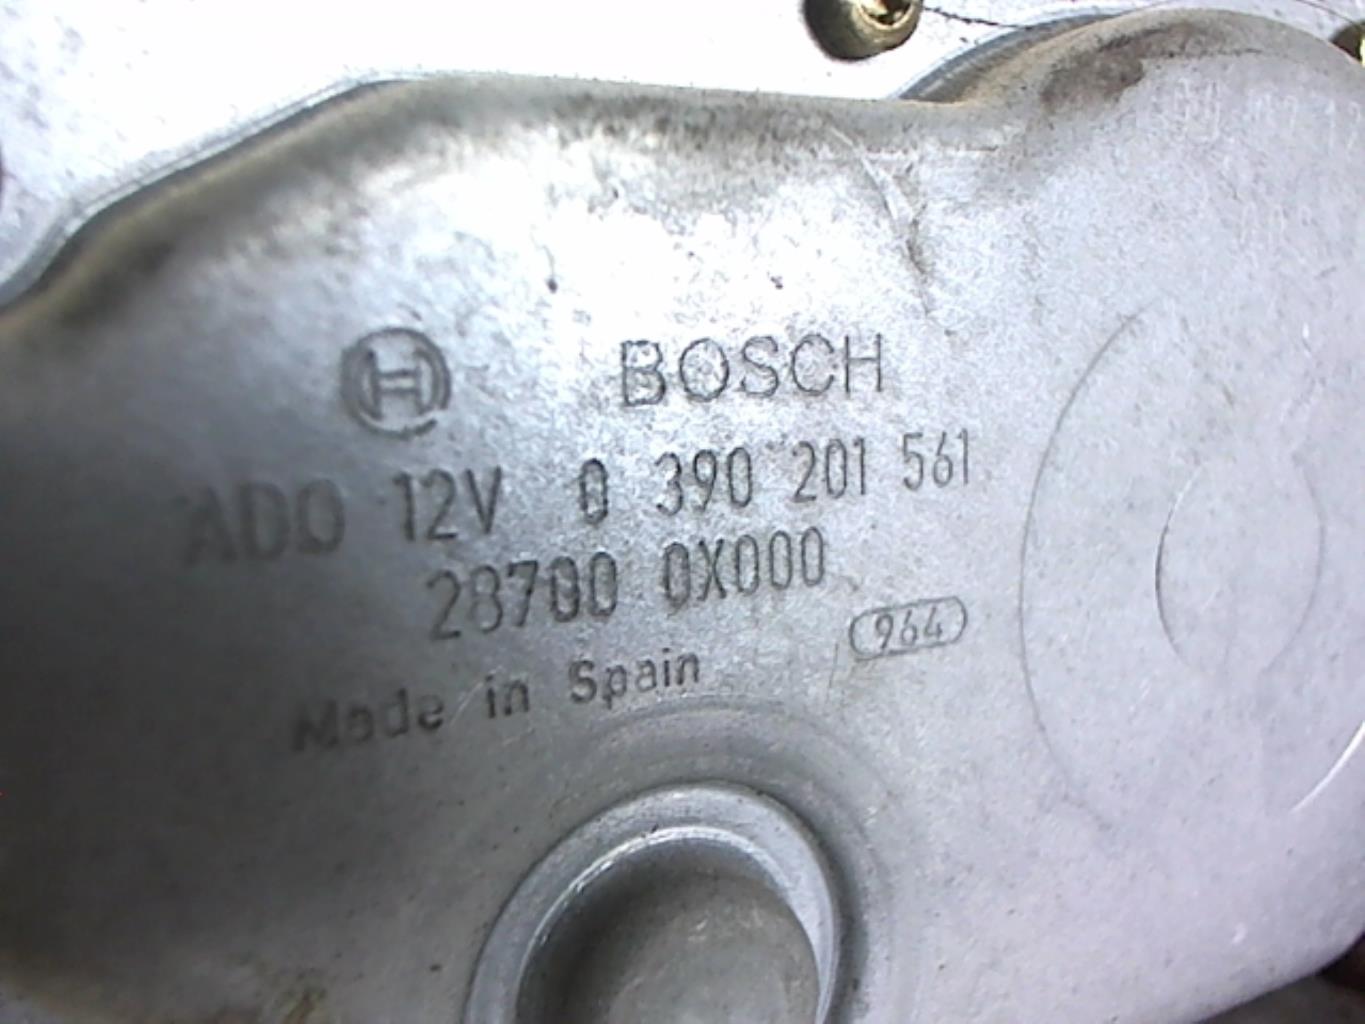 BOSCH
ADO 12V 0 390 201 561
28700 0X000
964
Made in Spain